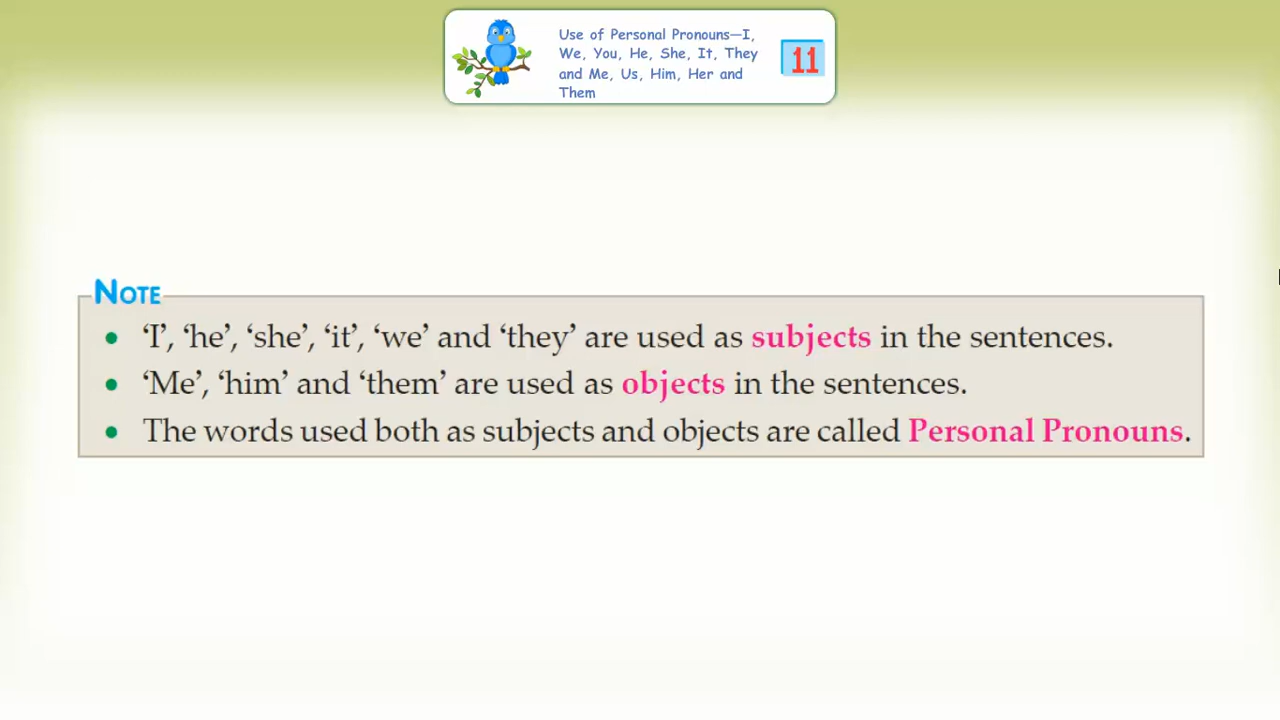 Use of Personal Pronouns—I,
We, You, He, She, It, They
and Me, Us, Him, Her and
Them
11
NOTE
• ‘I’, ‘he’, ‘she’, ‘it’, ‘we’ and ‘they’ are used as subjects in the sentences.
• ‘Me’, ‘him’ and ‘them’ are used as objects in the sentences.
• The words used both as subjects and objects are called Personal Pronouns.